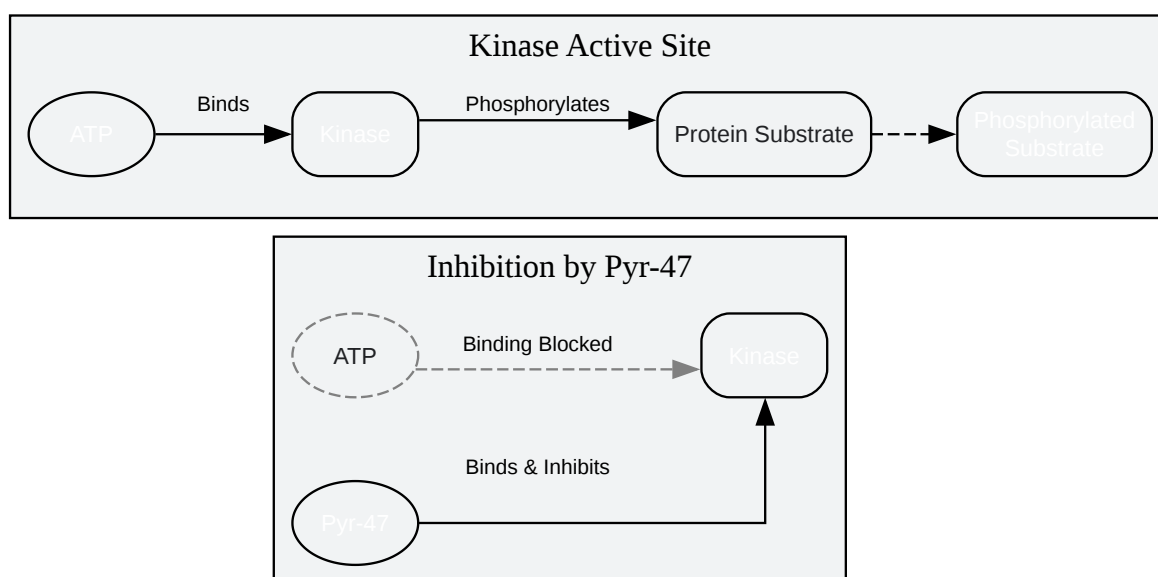 Kinase Active Site
Binds
Phosphorylates
ATP
Kinase
Protein Substrate
Phosphorylated
Substrate
Inhibition by Pyr-47
Binding Blocked
ATP
Kinase
Binds & Inhibits
Pyr-47